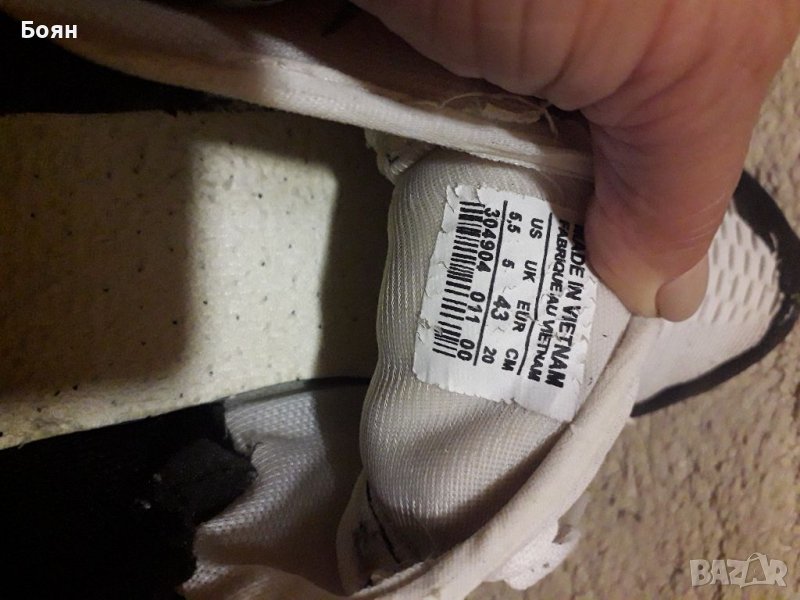 Боян
MADE IN VIETNAM
FABRIQUE AU VIETNAM
US UK EUR CM
5,5 5 43 20
304904 011 00
BAZAR